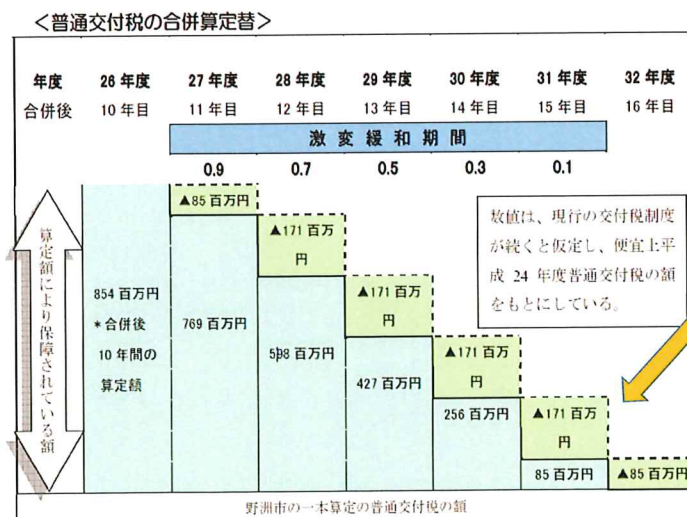 ＜普通交付税の合併算定替＞
年度 26 年度 27 年度 28 年度 29 年度 30 年度 31 年度 32 年度
合併後 10 年目 11 年目 12 年目 13 年目 14 年目 15 年目 16 年目
激変緩和期間
0.9 0.7 0.5 0.3 0.1
算定額により保障されている額
854 百万円
＊合併後
10 年間の
算定額
▲85 百万円
769 百万円
▲171 百万
円
598 百万円
▲171 百万
円
427 百万円
▲171 百万
円
256 百万円
▲171 百万
円
85 百万円
▲85 百万円
数値は、現行の交付税制度
が続くと仮定し、便宜上平
成 24 年度普通交付税の額
をもとにしている。
野洲市の一本算定の普通交付税の額